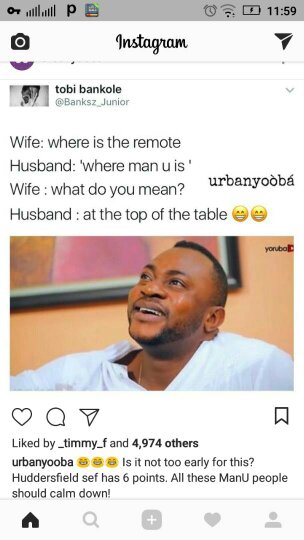 11:59
Instagram
tobi bankole
@Banksz_Junior
Wife: where is the remote
Husband: 'where man u is '
Wife : what do you mean?
urbanyoòbá
Husband : at the top of the table 😁😁
yoruba
Liked by _timmy_f and 4,974 others
urbanyooba 😂😂😂 Is it not too early for this?
Huddersfield sef has 6 points. All these ManU people
should calm down!